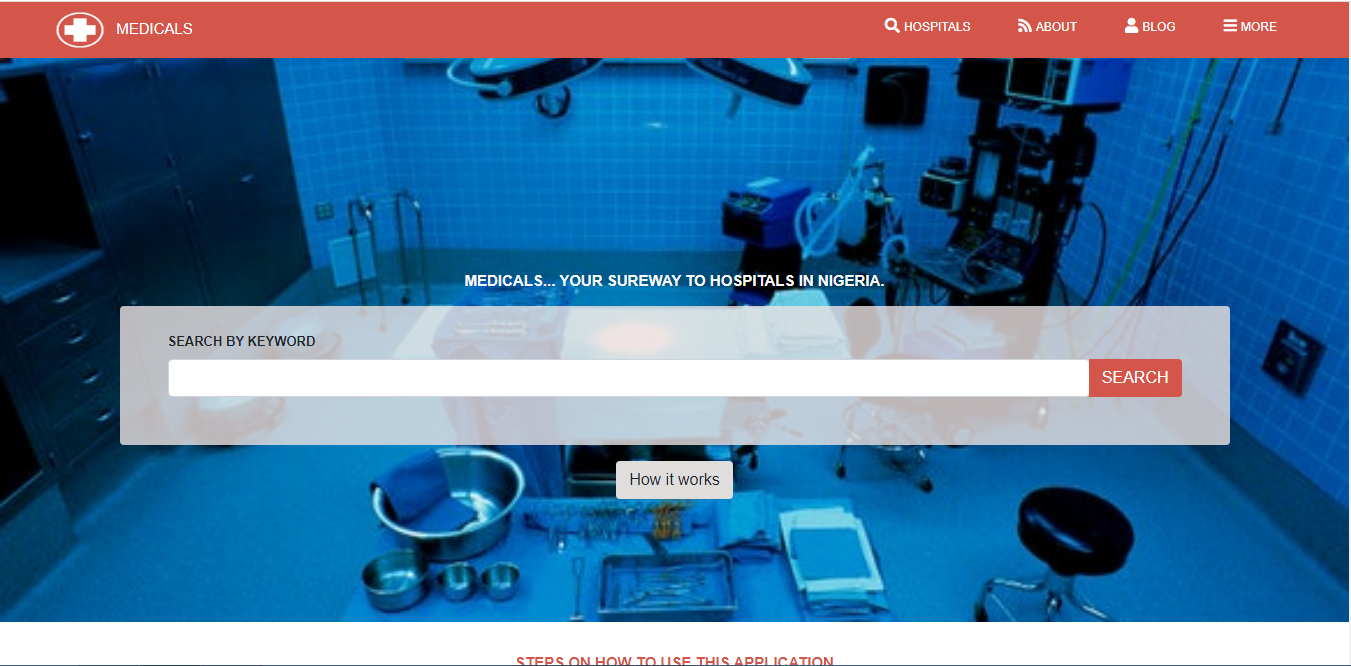 MEDICALS
HOSPITALS
ABOUT
BLOG
MORE
MEDICALS... YOUR SUREWAY TO HOSPITALS IN NIGERIA.
SEARCH BY KEYWORD
SEARCH
How it works
STEPS ON HOW TO USE THIS APPLICATION